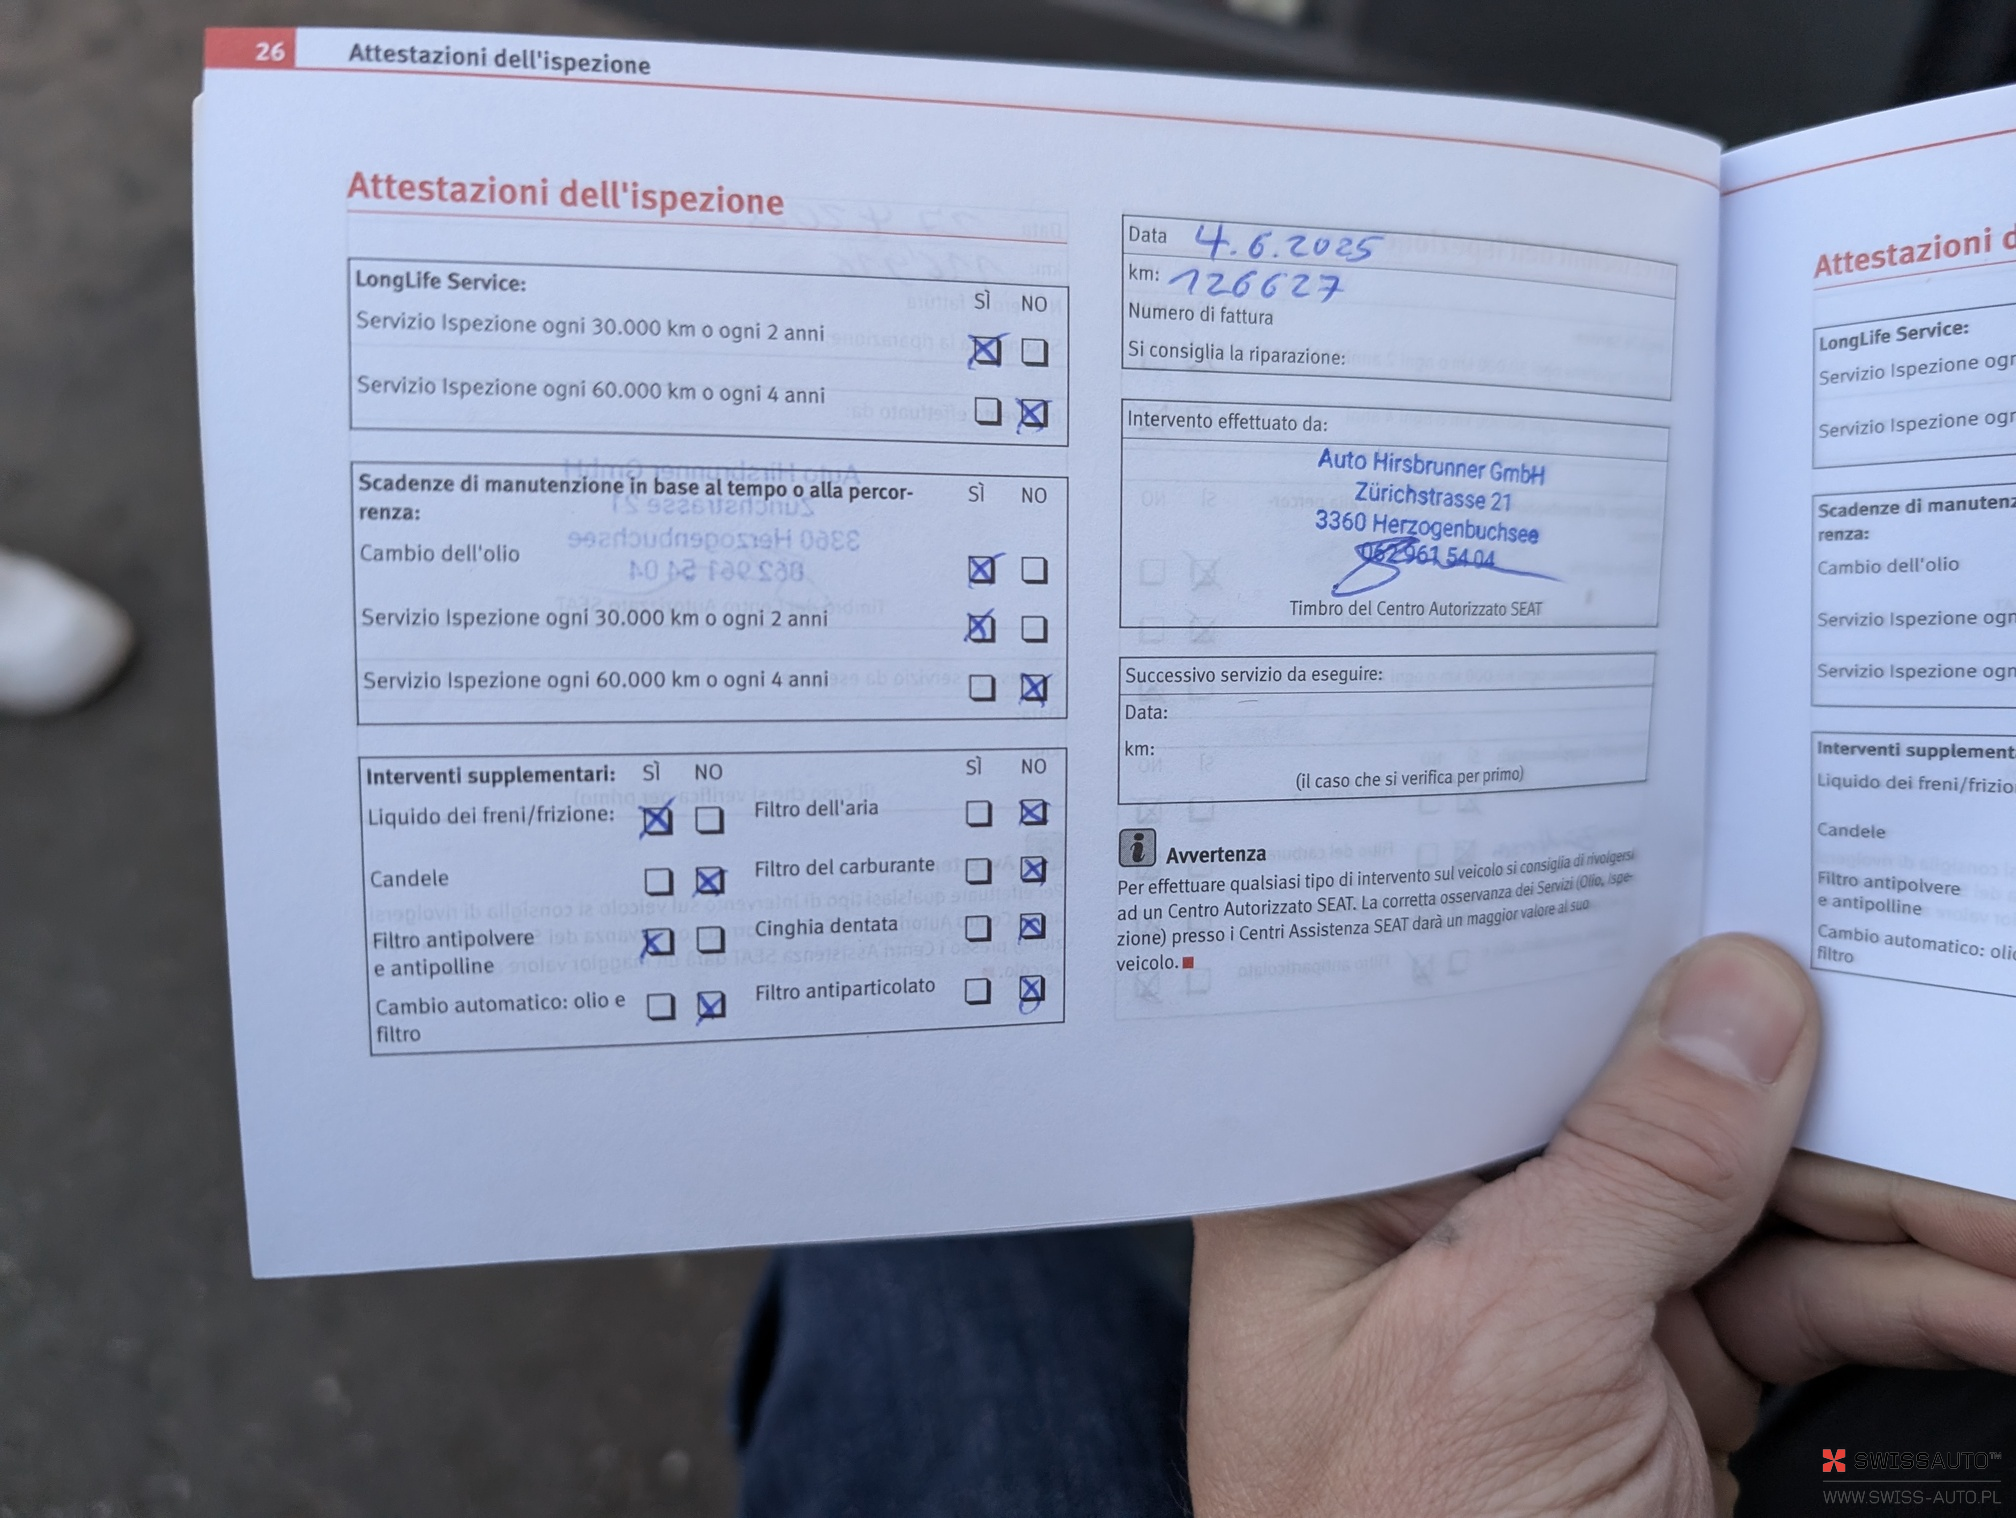 26 Attestazioni dell'ispezione
Attestazioni dell'ispezione
LongLife Service:
SÌ NO
Servizio Ispezione ogni 30.000 km o ogni 2 anni
Servizio Ispezione ogni 60.000 km o ogni 4 anni
Scadenze di manutenzione in base al tempo o alla percor-
renza:
SÌ NO
Cambio dell'olio
Servizio Ispezione ogni 30.000 km o ogni 2 anni
Servizio Ispezione ogni 60.000 km o ogni 4 anni
Interventi supplementari: SÌ NO SÌ NO
Liquido dei freni/frizione: Filtro dell'aria
Candele Filtro del carburante
Filtro antipolvere
e antipolline
Cinghia dentata
Cambio automatico: olio e
filtro
Filtro antiparticolato
Data 4.6.2025
km: 126627
Numero di fattura
Si consiglia la riparazione:
Intervento effettuato da:
Auto Hirsbrunner GmbH
Zürichstrasse 21
3360 Herzogenbuchsee
062 961 54 04
Timbro del Centro Autorizzato SEAT
Successivo servizio da eseguire:
Data:
km:
(il caso che si verifica per primo)
i Avvertenza
Per effettuare qualsiasi tipo di intervento sul veicolo si consiglia di rivolgersi
ad un Centro Autorizzato SEAT. La corretta osservanza dei Servizi (Olio, Ispe-
zione) presso i Centri Assistenza SEAT darà un maggior valore al suo
veicolo.
Attestazioni d
LongLife Service:
Servizio Ispezione ogr
Servizio Ispezione ogr
Scadenze di manutenz
renza:
Cambio dell'olio
Servizio Ispezione ogn
Servizio Ispezione ogn
Interventi supplement
Liquido dei freni/frizio
Candele
Filtro antipolvere
e antipolline
Cambio automatico: olio
filtro
SWISSAUTO™
WWW.SWISS-AUTO.PL